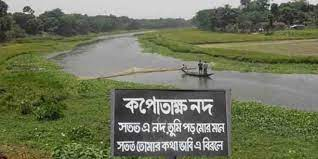 কপোতাক্ষ নদ
সতত হে নদ তুমি পড় মোর মনে
সতত তোমার কথা ভাবি এ বিরলে